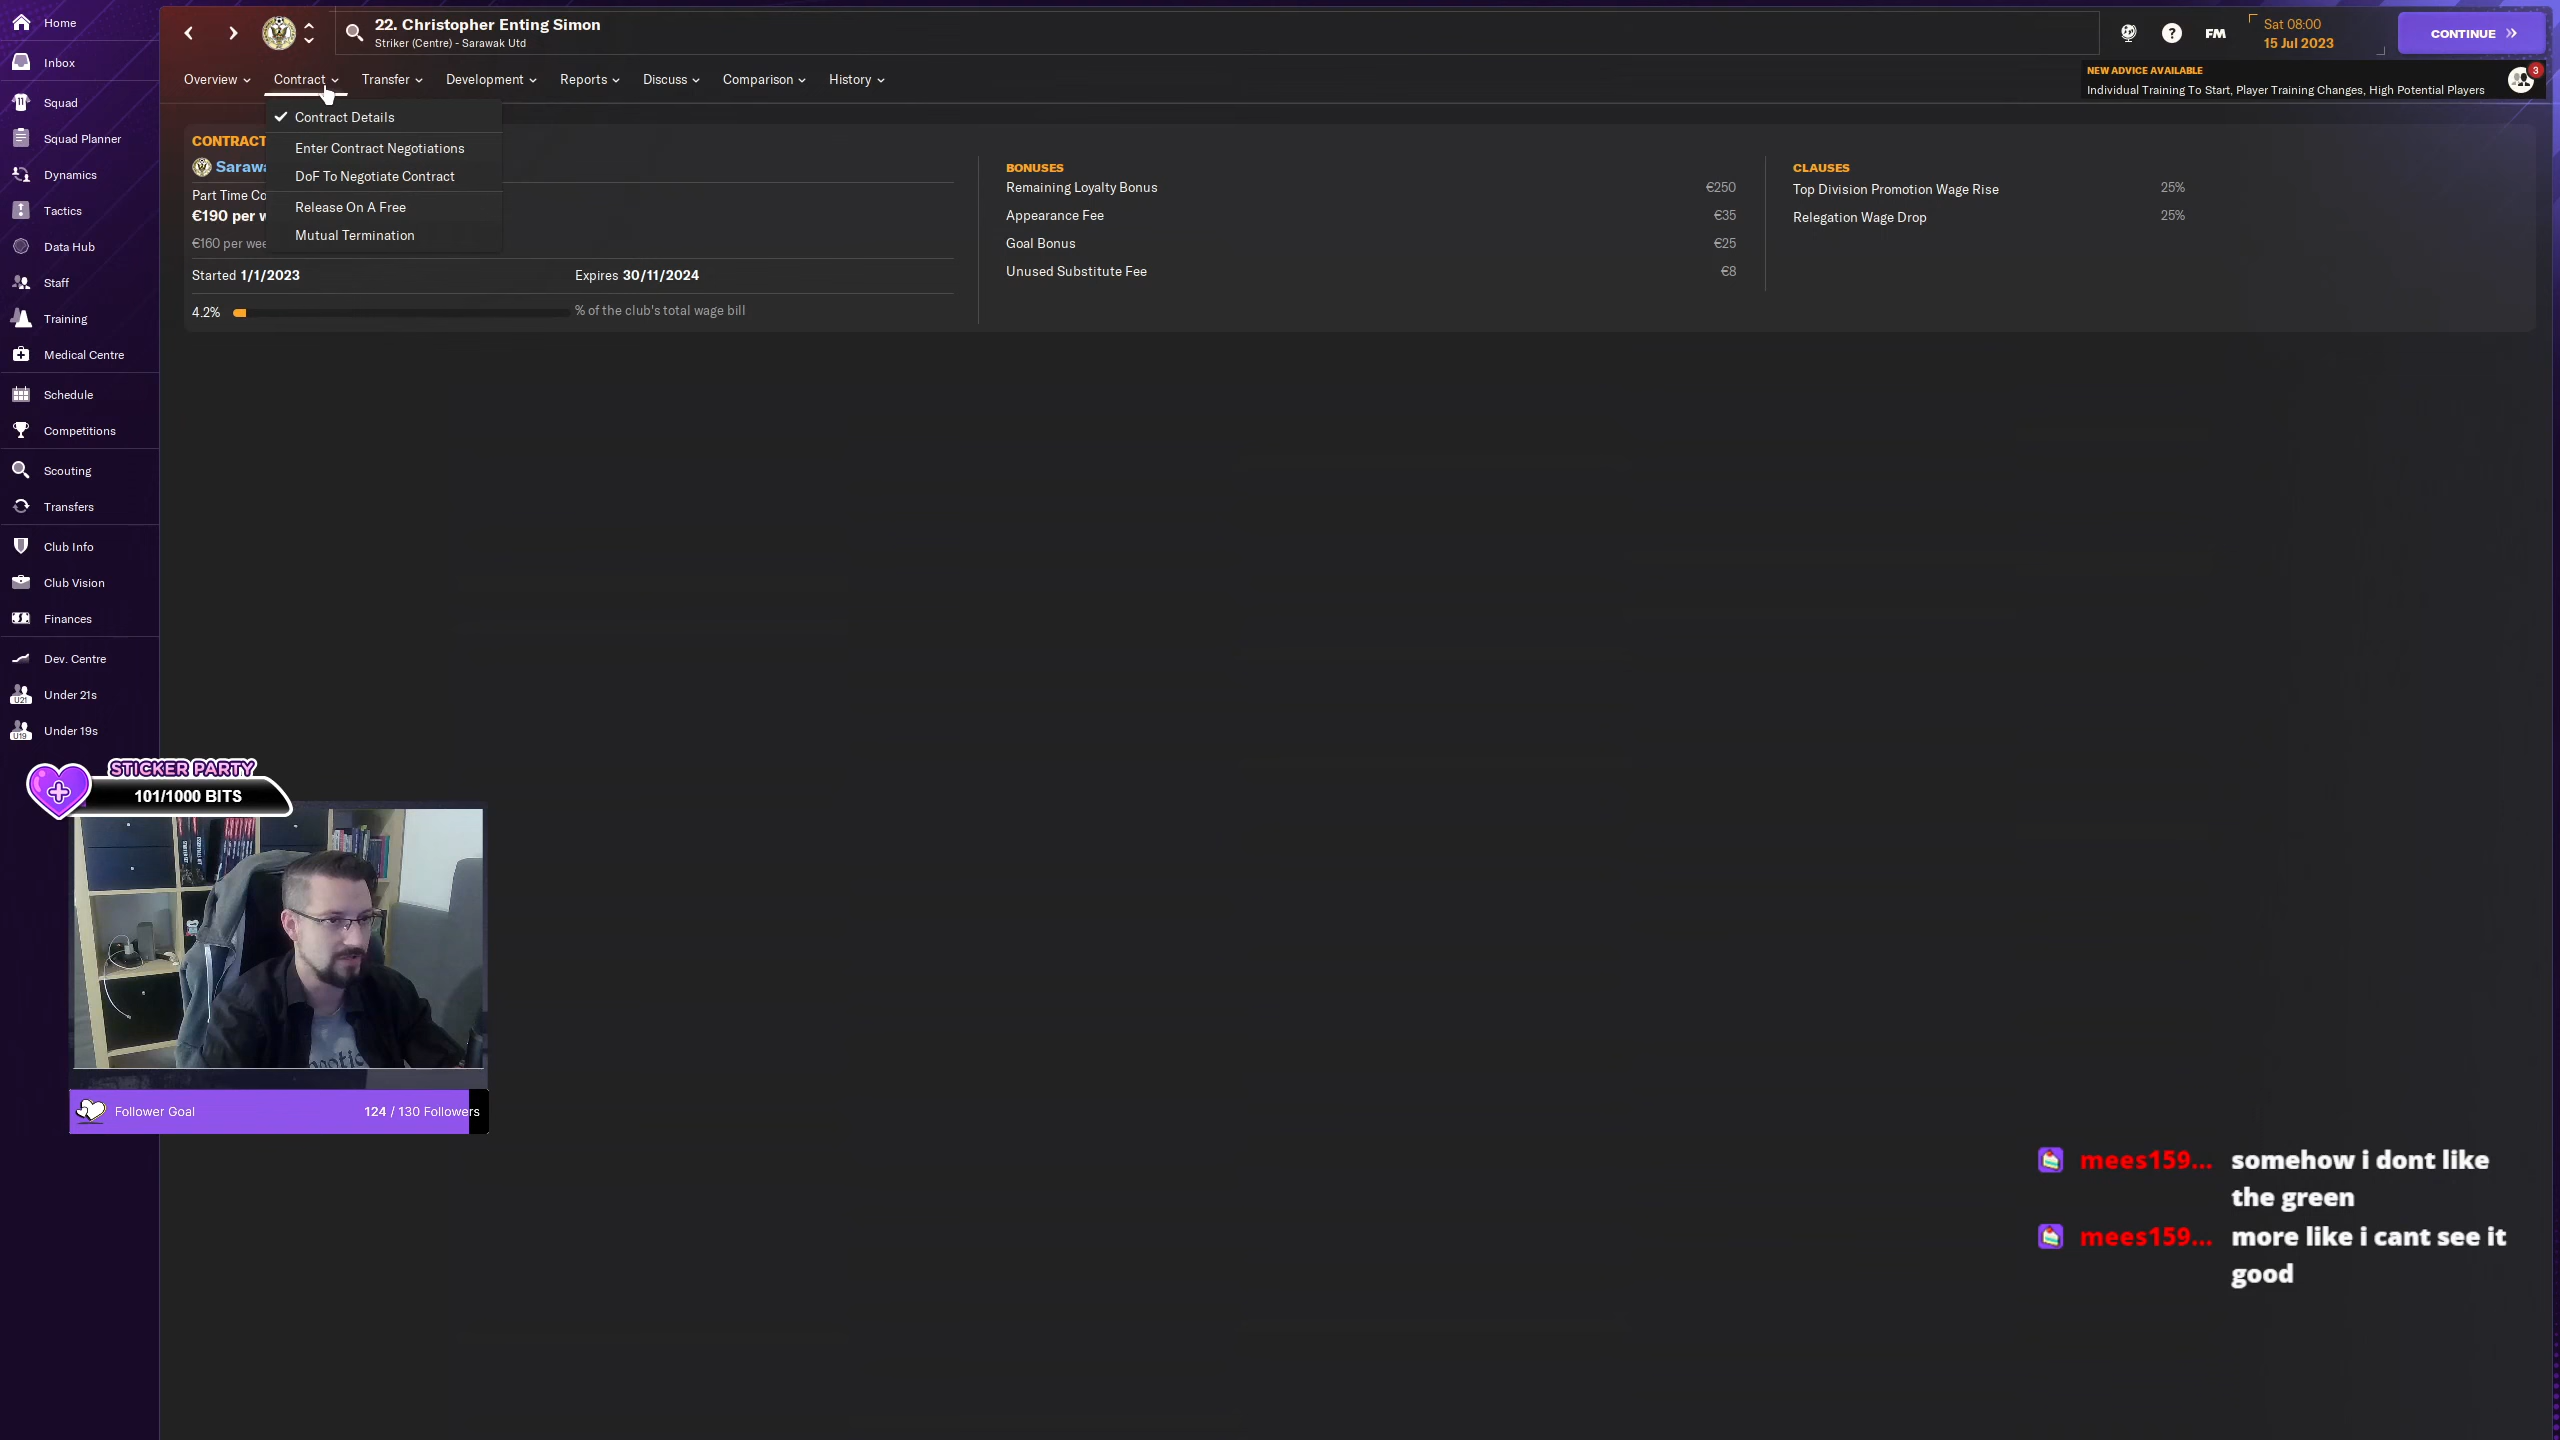 Home
Inbox
Squad
Squad Planner
Dynamics
Tactics
Data Hub
Staff
Training
Medical Centre
Schedule
Competitions
Scouting
Transfers
Club Info
Club Vision
Finances
Dev. Centre
Under 21s
Under 19s
22. Christopher Enting Simon
Striker (Centre) - Sarawak Utd
FM
Sat 08:00
15 Jul 2023
CONTINUE
Overview Contract Transfer Development Reports Discuss Comparison History
NEW ADVICE AVAILABLE
Individual Training To Start, Player Training Changes, High Potential Players
3
Contract Details
Enter Contract Negotiations
DoF To Negotiate Contract
Release On A Free
Mutual Termination
CONTRACT
Sarawa
Part Time Co
€190 per w
€160 per wee
Started 1/1/2023 Expires 30/11/2024
4.2% % of the club's total wage bill
BONUSES
Remaining Loyalty Bonus €250
Appearance Fee €35
Goal Bonus €25
Unused Substitute Fee €8
CLAUSES
Top Division Promotion Wage Rise 25%
Relegation Wage Drop 25%
STICKER PARTY
101/1000 BITS
Follower Goal 124 / 130 Followers
mees159... somehow i dont like
the green
mees159... more like i cant see it
good